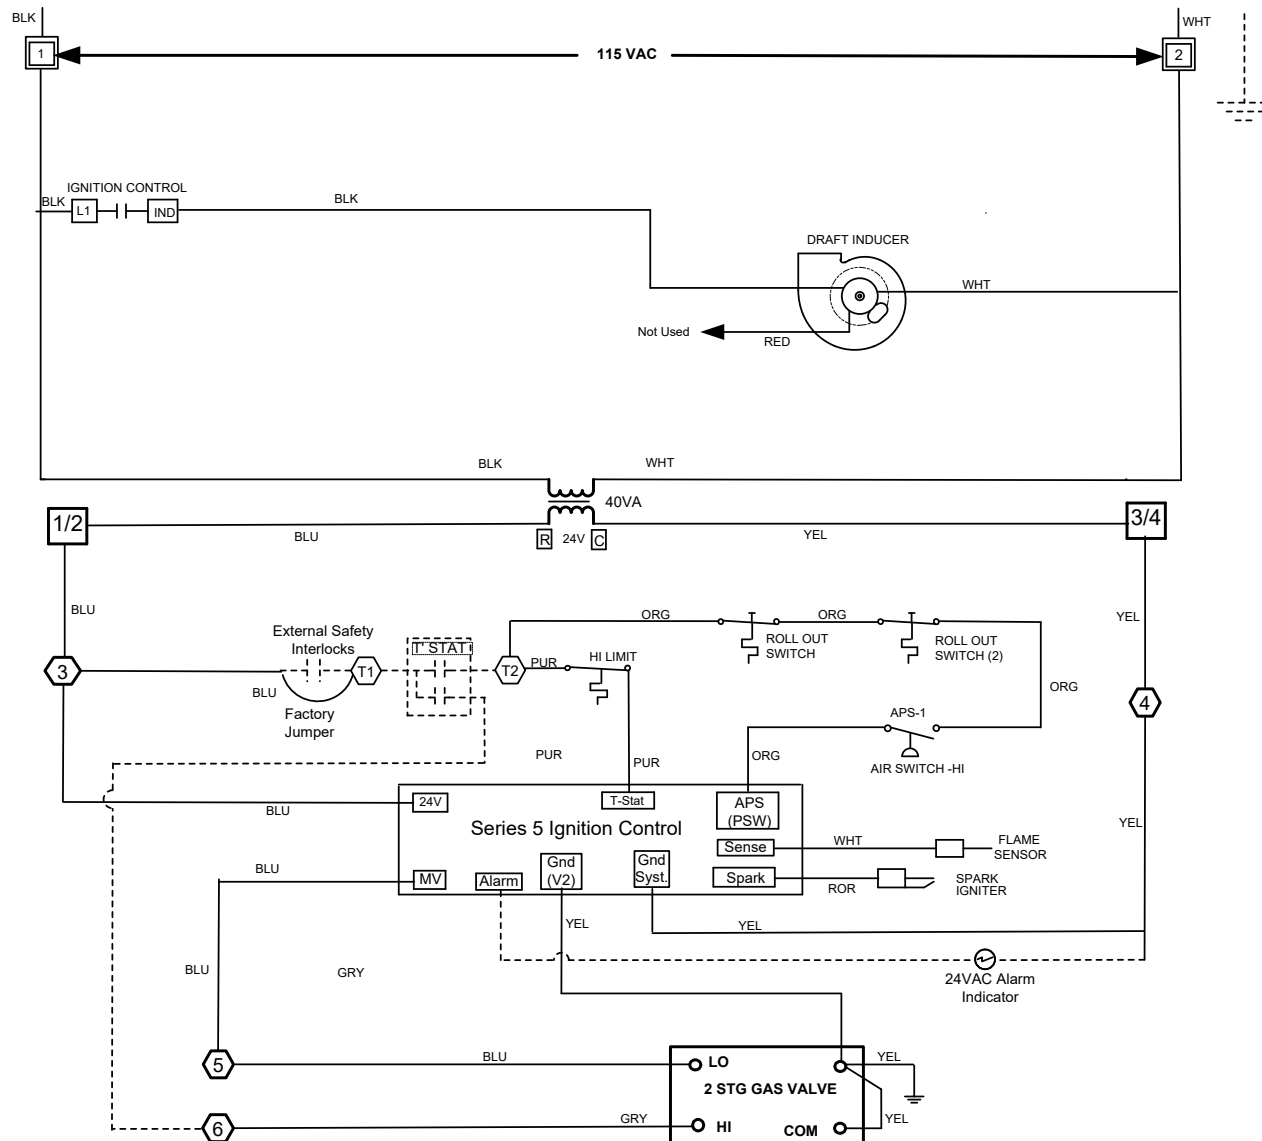 BLK
WHT
1
115 VAC
2
IGNITION CONTROL
BLK
L1
IND
BLK
DRAFT INDUCER
WHT
Not Used
RED
BLK
WHT
40VA
1/2
3/4
BLU
R
24V
C
YEL
BLU
YEL
External Safety
Interlocks
T' STAT
ORG
ORG
ROLL OUT
SWITCH
ROLL OUT
SWITCH (2)
3
T1
T2
PUR
HI LIMIT
BLU
ORG
4
Factory
Jumper
APS-1
PUR
PUR
ORG
AIR SWITCH -HI
BLU
24V
T-Stat
APS
(PSW)
YEL
Series 5 Ignition Control
Sense
WHT
FLAME
SENSOR
BLU
MV
Alarm
Gnd
(V2)
Gnd
Syst.
Spark
ROR
SPARK
IGNITER
YEL
YEL
BLU
GRY
24VAC Alarm
Indicator
5
BLU
LO
YEL
2 STG GAS VALVE
6
GRY
HI
COM
YEL